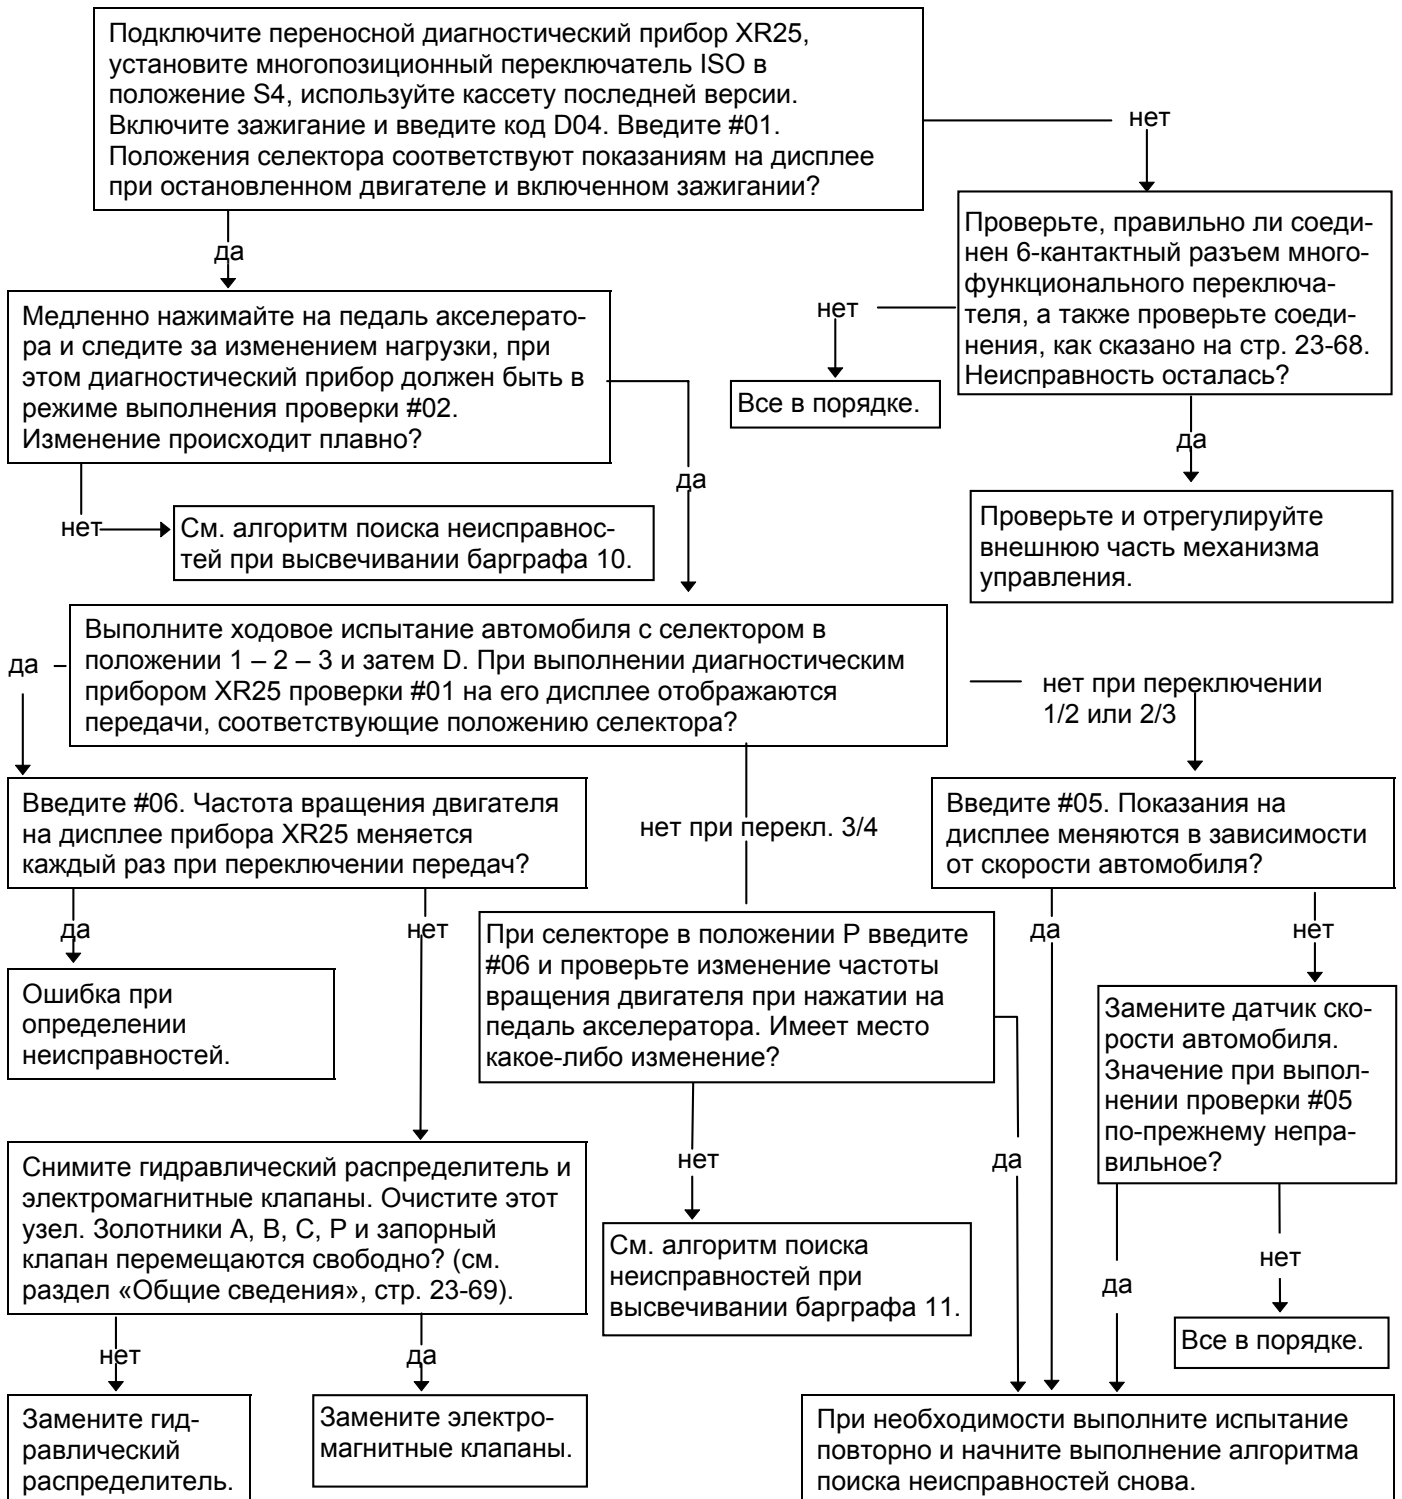 Подключите переносной диагностический прибор XR25,
установите многопозиционный переключатель ISO в
положение S4, используйте кассету последней версии.
Включите зажигание и введите код D04. Введите #01.
Положения селектора соответствуют показаниям на дисплее
при остановленном двигателе и включенном зажигании?
нет
да
Проверьте, правильно ли соеди-
нен 6-кантактный разъем много-
функционального переключа-
теля, а также проверьте соеди-
нения, как сказано на стр. 23-68.
Неисправность осталась?
Медленно нажимайте на педаль акселерато-
ра и следите за изменением нагрузки, при
этом диагностический прибор должен быть в
режиме выполнения проверки #02.
Изменение происходит плавно?
нет
Все в порядке.
да
да
нет
См. алгоритм поиска неисправнос-
тей при высвечивании барграфа 10.
Проверьте и отрегулируйте
внешнюю часть механизма
управления.
Выполните ходовое испытание автомобиля с селектором в
положении 1 – 2 – 3 и затем D. При выполнении диагностическим
прибором XR25 проверки #01 на его дисплее отображаются
передачи, соответствующие положению селектора?
да
нет при переключении
1/2 или 2/3
Введите #06. Частота вращения двигателя
на дисплее прибора XR25 меняется
каждый раз при переключении передач?
нет при перекл. 3/4
Введите #05. Показания на
дисплее меняются в зависимости
от скорости автомобиля?
да
нет
При селекторе в положении P введите
#06 и проверьте изменение частоты
вращения двигателя при нажатии на
педаль акселератора. Имеет место
какое-либо изменение?
да
нет
Ошибка при
определении
неисправностей.
Замените датчик ско-
рости автомобиля.
Значение при выпол-
нении проверки #05
по-прежнему непра-
вильное?
Снимите гидравлический распределитель и
электромагнитные клапаны. Очистите этот
узел. Золотники A, B, C, P и запорный
клапан перемещаются свободно? (см.
раздел «Общие сведения», стр. 23-69).
нет
да
См. алгоритм поиска
неисправностей при
высвечивании барграфа 11.
да
нет
Все в порядке.
нет
да
Замените гид-
равлический
распределитель.
Замените электро-
магнитные клапаны.
При необходимости выполните испытание
повторно и начните выполнение алгоритма
поиска неисправностей снова.